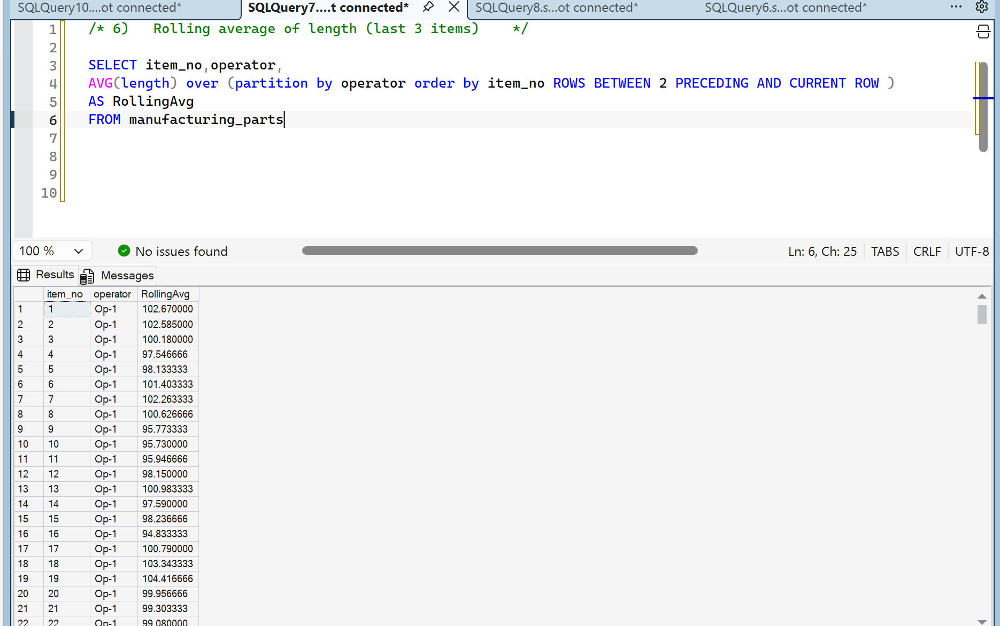 SQLQuery10....ot connected* SQLQuery7....t connected* SQLQuery8.s...ot connected* SQLQuery6.s...ot connected* ...
1 /* 6) Rolling average of length (last 3 items) */
2
3 SELECT item_no,operator,
4 AVG(length) over (partition by operator order by item_no ROWS BETWEEN 2 PRECEDING AND CURRENT ROW )
5 AS RollingAvg
6 FROM manufacturing_parts
7
8
9
10
100 % No issues found Ln: 6, Ch: 25 TABS CRLF UTF-8
Results Messages
item_no operator RollingAvg
1 1 Op-1 102.670000
2 2 Op-1 102.585000
3 3 Op-1 100.180000
4 4 Op-1 97.546666
5 5 Op-1 98.133333
6 6 Op-1 101.403333
7 7 Op-1 102.263333
8 8 Op-1 100.626666
9 9 Op-1 95.773333
10 10 Op-1 95.730000
11 11 Op-1 95.946666
12 12 Op-1 98.150000
13 13 Op-1 100.983333
14 14 Op-1 97.590000
15 15 Op-1 98.236666
16 16 Op-1 94.833333
17 17 Op-1 100.790000
18 18 Op-1 103.343333
19 19 Op-1 104.416666
20 20 Op-1 99.956666
21 21 Op-1 99.303333
22 22 Op-1 99.080000